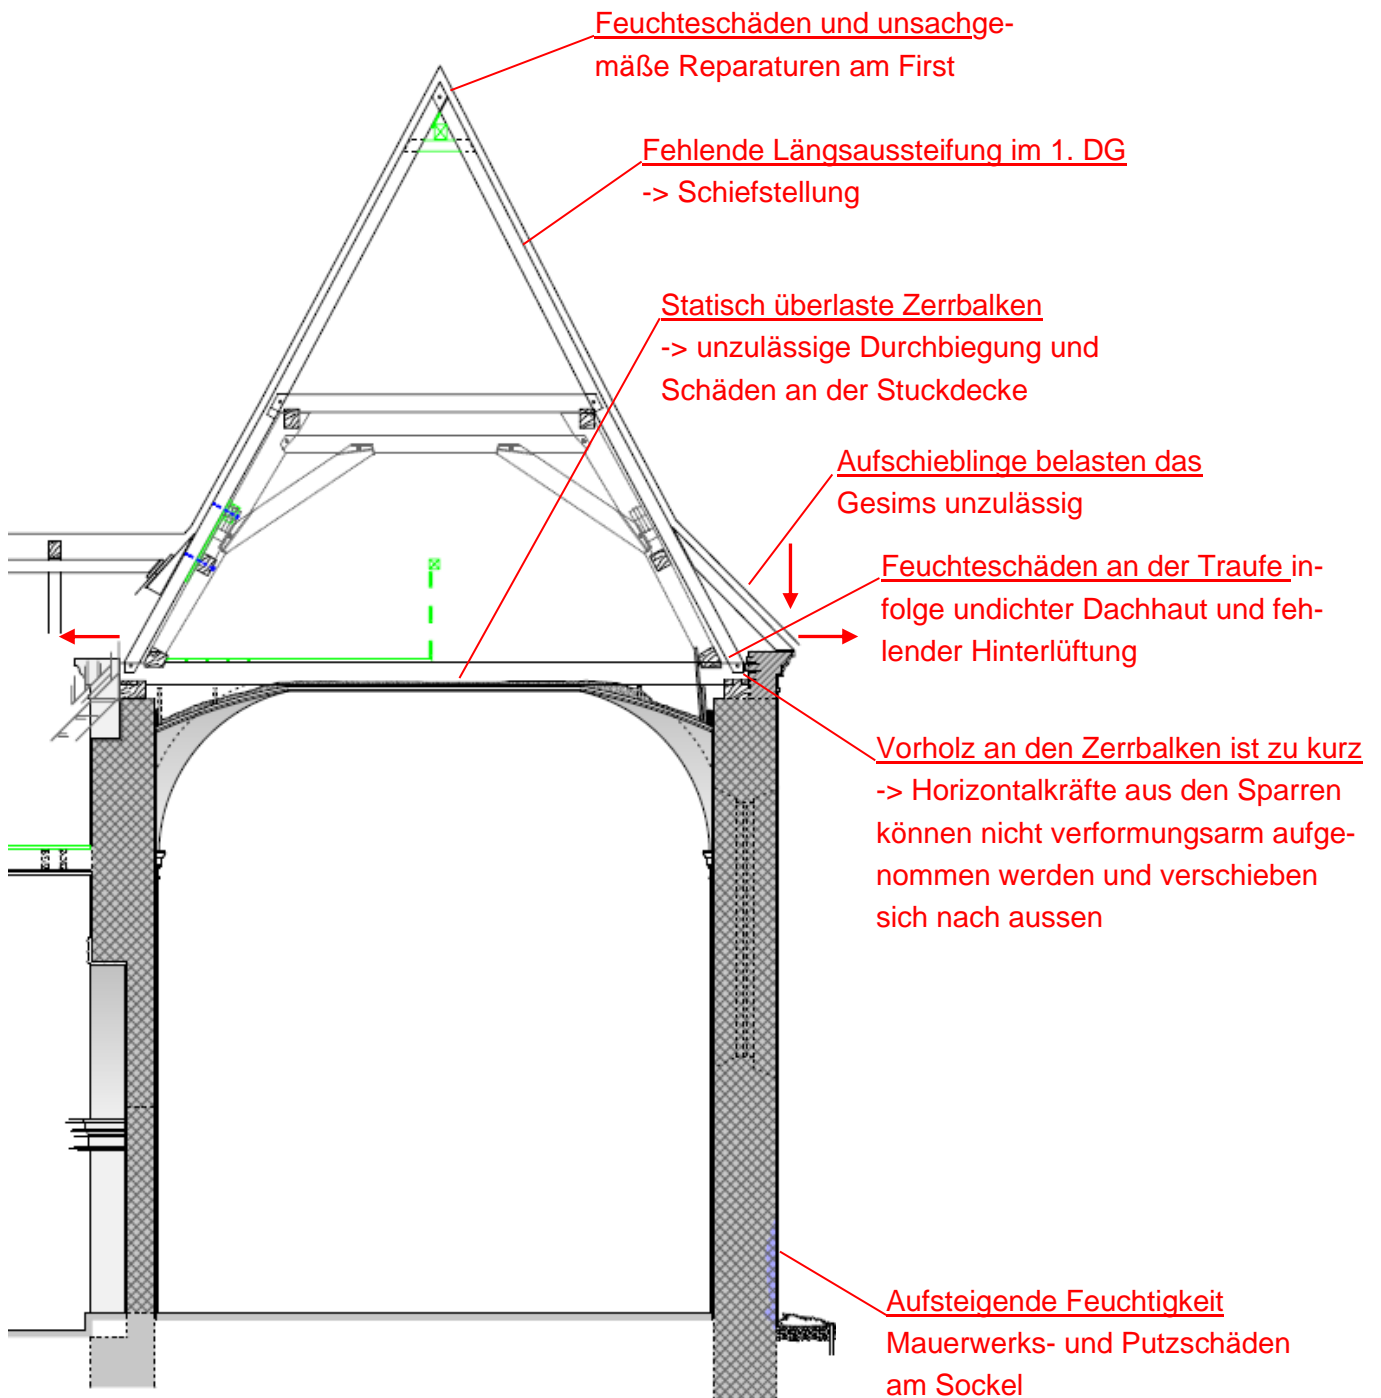 Feuchteschäden und unsachge-
mäße Reparaturen am First
Fehlende Längsaussteifung im 1. DG
-> Schiefstellung
Statisch überlaste Zerrbalken
-> unzulässige Durchbiegung und
Schäden an der Stuckdecke
Aufschieblinge belasten das
Gesims unzulässig
Feuchteschäden an der Traufe in-
folge undichter Dachhaut und feh-
lender Hinterlüftung
Vorholz an den Zerrbalken ist zu kurz
-> Horizontalkräfte aus den Sparren
können nicht verformungsarm aufge-
nommen werden und verschieben
sich nach aussen
Aufsteigende Feuchtigkeit
Mauerwerks- und Putzschäden
am Sockel